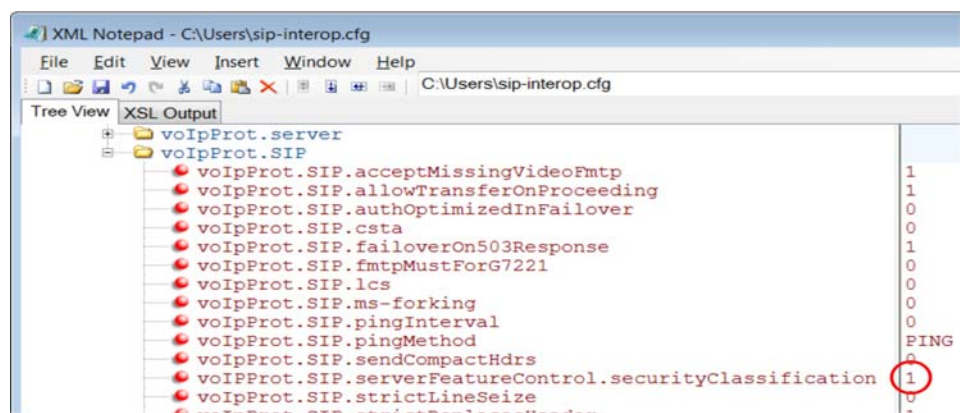 XML Notepad - C:\Users\sip-interop.cfg
File Edit View Insert Window Help
C:\Users\sip-interop.cfg
Tree View XSL Output
voIpProt.server
voIpProt.SIP
voIpProt.SIP.acceptMissingVideoFmtp 1
voIpProt.SIP.allowTransferOnProceeding 1
voIpProt.SIP.authOptimizedInFailover 0
voIpProt.SIP.csta 0
voIpProt.SIP.failoverOn503Response 1
voIpProt.SIP.fmtpMustForG7221 0
voIpProt.SIP.lcs 0
voIpProt.SIP.ms-forking 0
voIpProt.SIP.pingInterval 0
voIpProt.SIP.pingMethod PING
voIpProt.SIP.sendCompactHdrs 0
voIPProt.SIP.serverFeatureControl.securityClassification 1
voIpProt.SIP.strictLineSeize 0